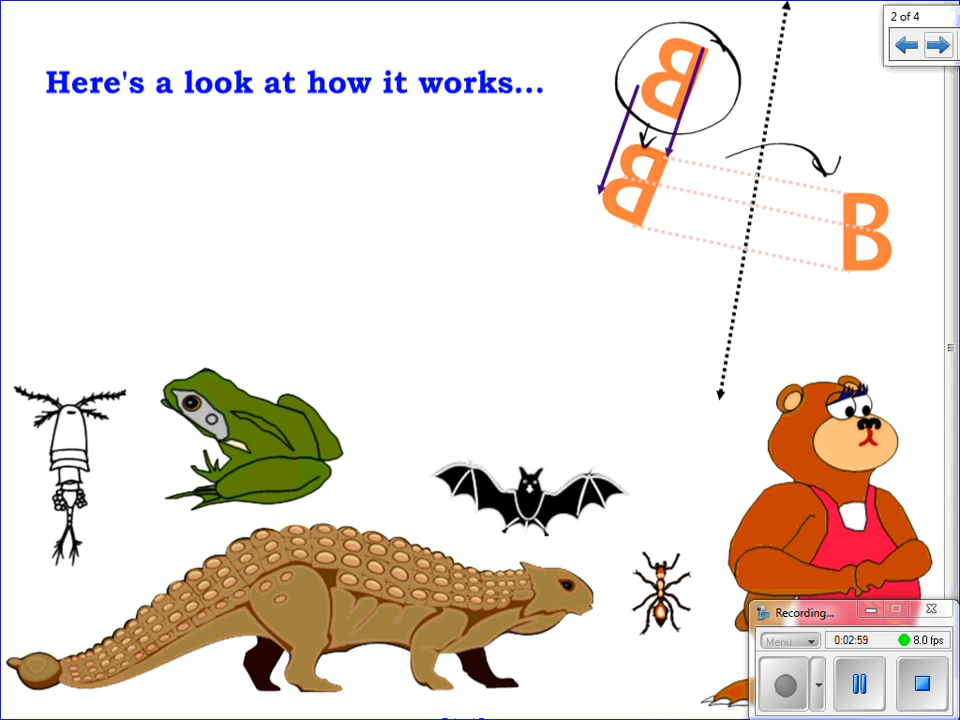 2 of 4
Here's a look at how it works...
B
B
B
Recording...
Menu
0:02:59
8.0 fps